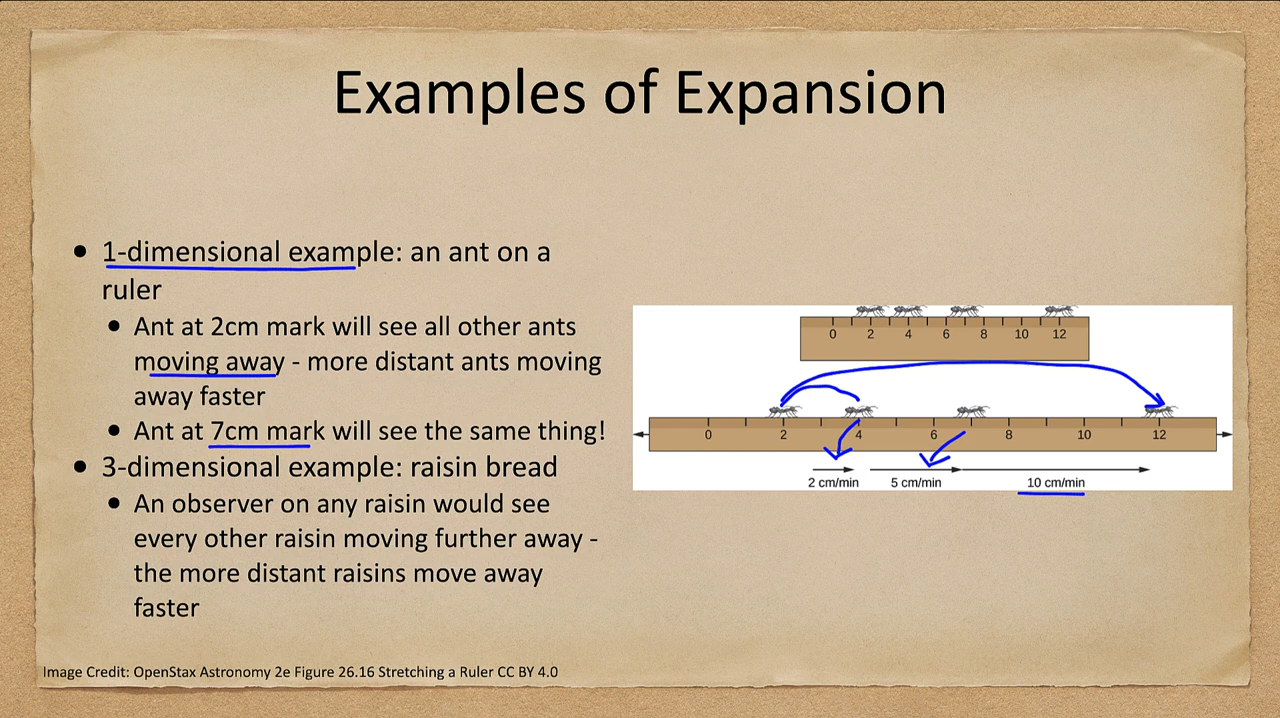 Examples of Expansion
• 1-dimensional example: an ant on a
ruler
• Ant at 2cm mark will see all other ants
moving away - more distant ants moving
away faster
• Ant at 7cm mark will see the same thing!
• 3-dimensional example: raisin bread
• An observer on any raisin would see
every other raisin moving further away -
the more distant raisins move away
faster
0 2 4 6 8 10 12
0 2 4 6 8 10 12
2 cm/min 5 cm/min 10 cm/min
Image Credit: OpenStax Astronomy 2e Figure 26.16 Stretching a Ruler CC BY 4.0